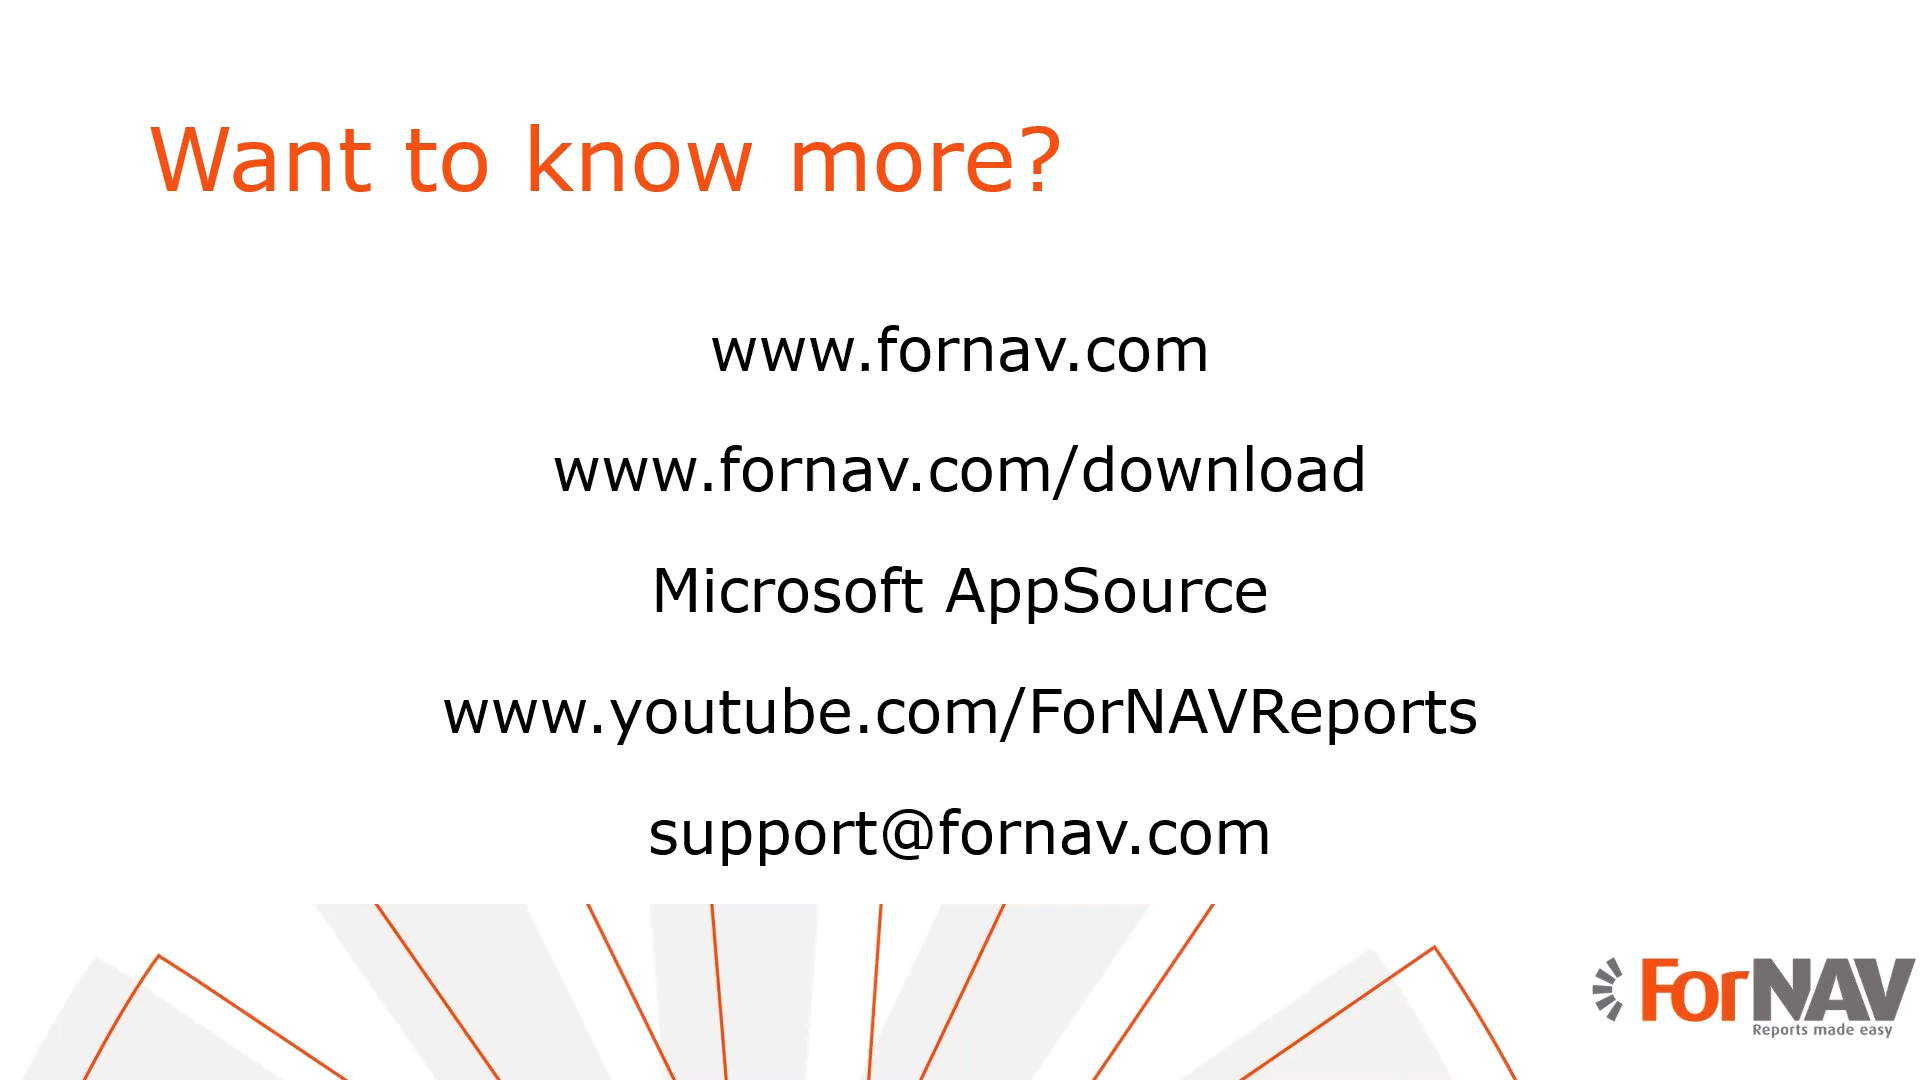 Want to know more?
www.fornav.com
www.fornav.com/download
Microsoft AppSource
www.youtube.com/ForNAVReports
support@fornav.com
ForNAV
Reports made easy